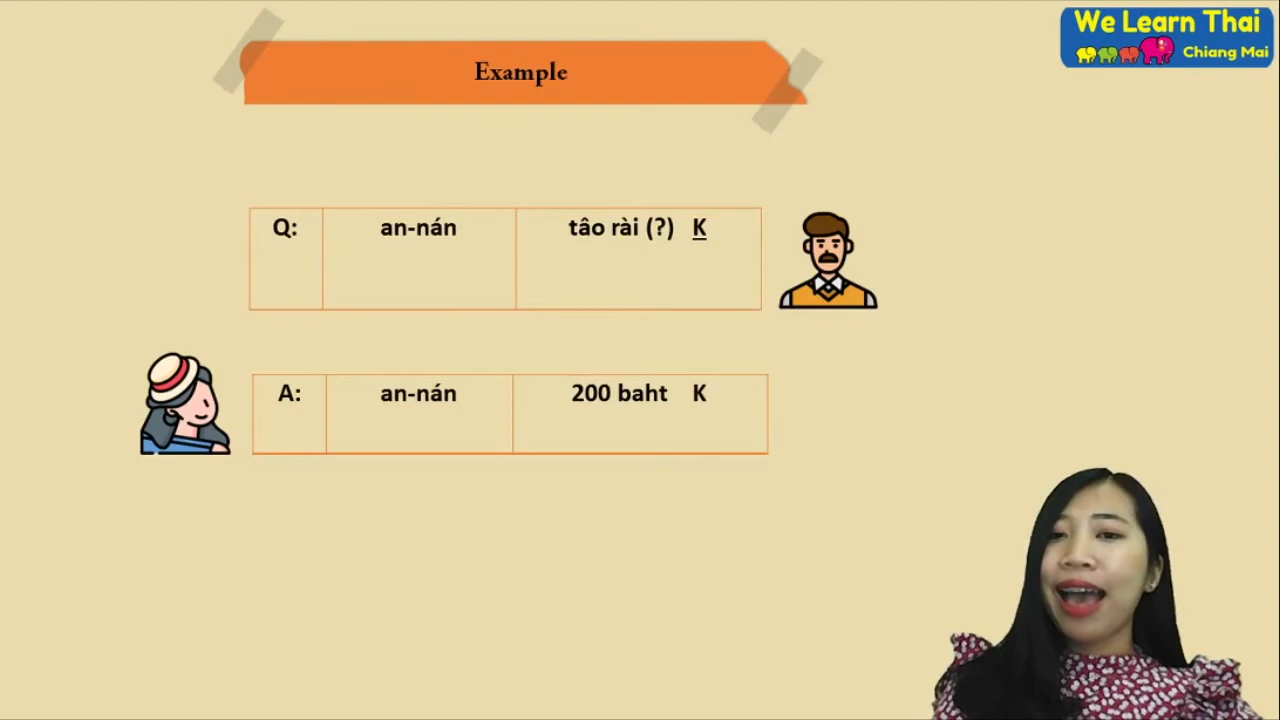 We Learn Thai
Chiang Mai
Example
Q: an-nán tâo rài (?) K
A: an-nán 200 baht K